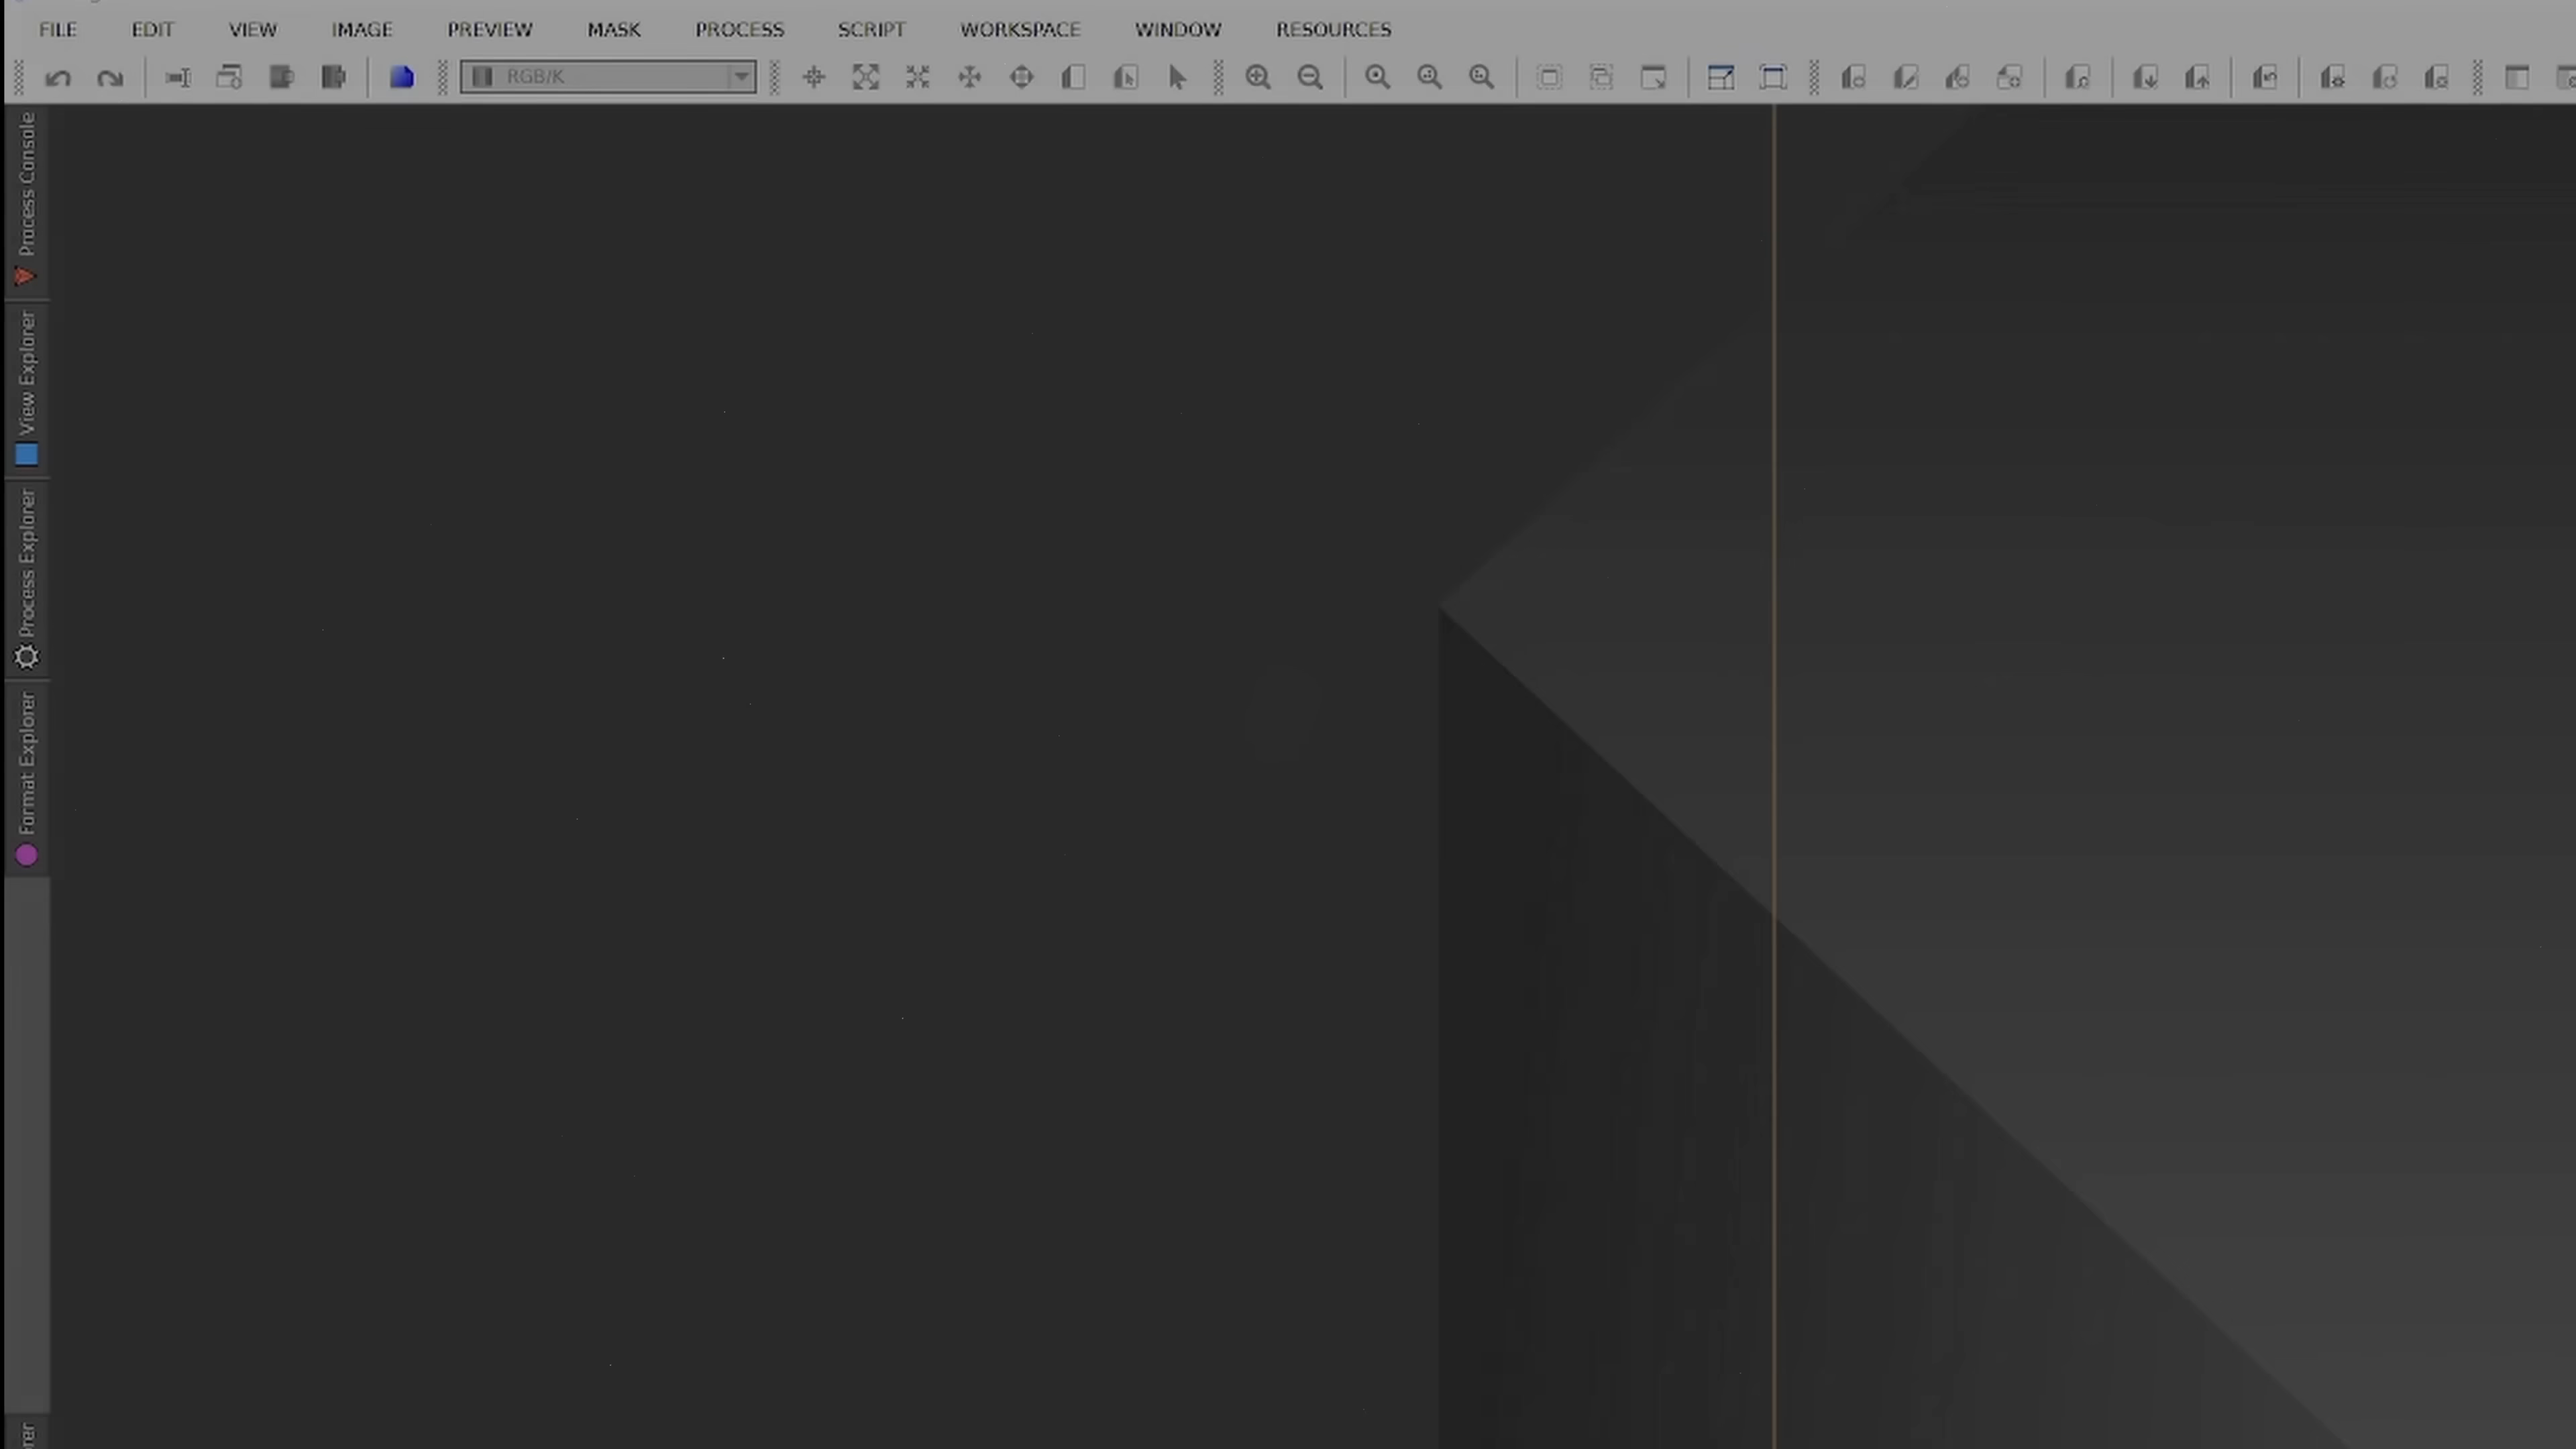 FILE EDIT VIEW IMAGE PREVIEW MASK PROCESS SCRIPT WORKSPACE WINDOW RESOURCES
RGB/K
Process Console
View Explorer
Process Explorer
Format Explorer